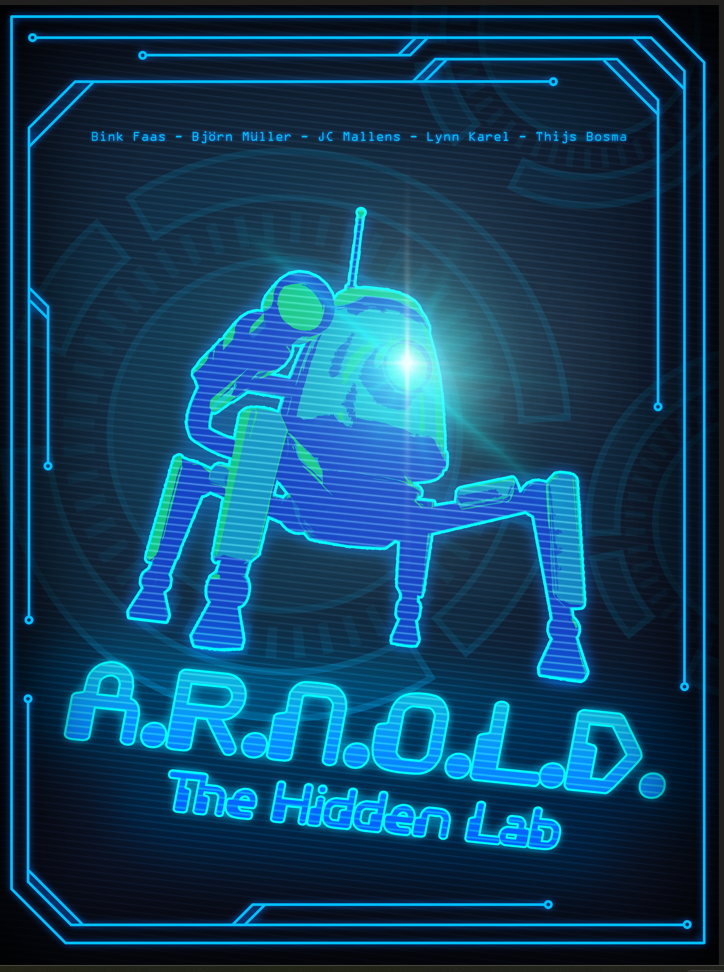 Bink Faas - Björn Müller - JC Mallens - Lynn Karel - Thijs Bosma
A.R.N.O.L.D.
The Hidden Lab